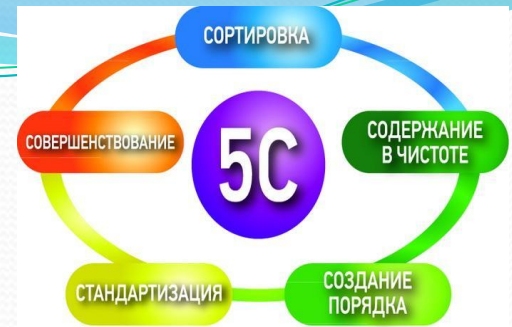 СОРТИРОВКА
СОДЕРЖАНИЕ
В ЧИСТОТЕ
СОЗДАНИЕ
ПОРЯДКА
СТАНДАРТИЗАЦИЯ
СОВЕРШЕНСТВОВАНИЕ
5С